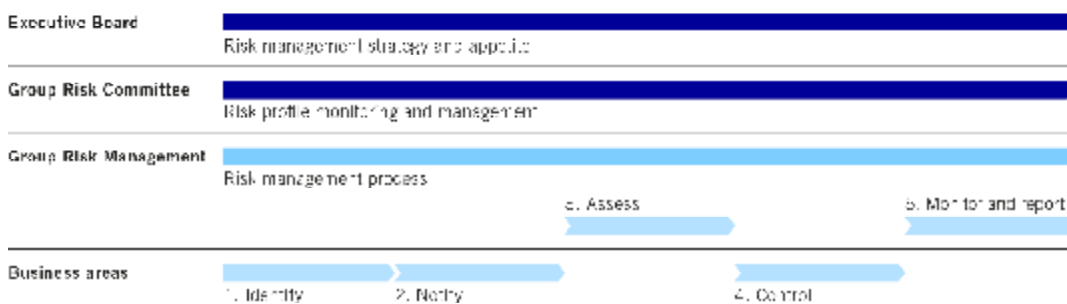 Executive Board
Risk management strategy and appetite
Group Risk Committee
Risk profile monitoring and management
Group Risk Management
Risk management process
3. Assess
5. Monitor and report
Business areas
1. Identify
2. Notify
4. Control